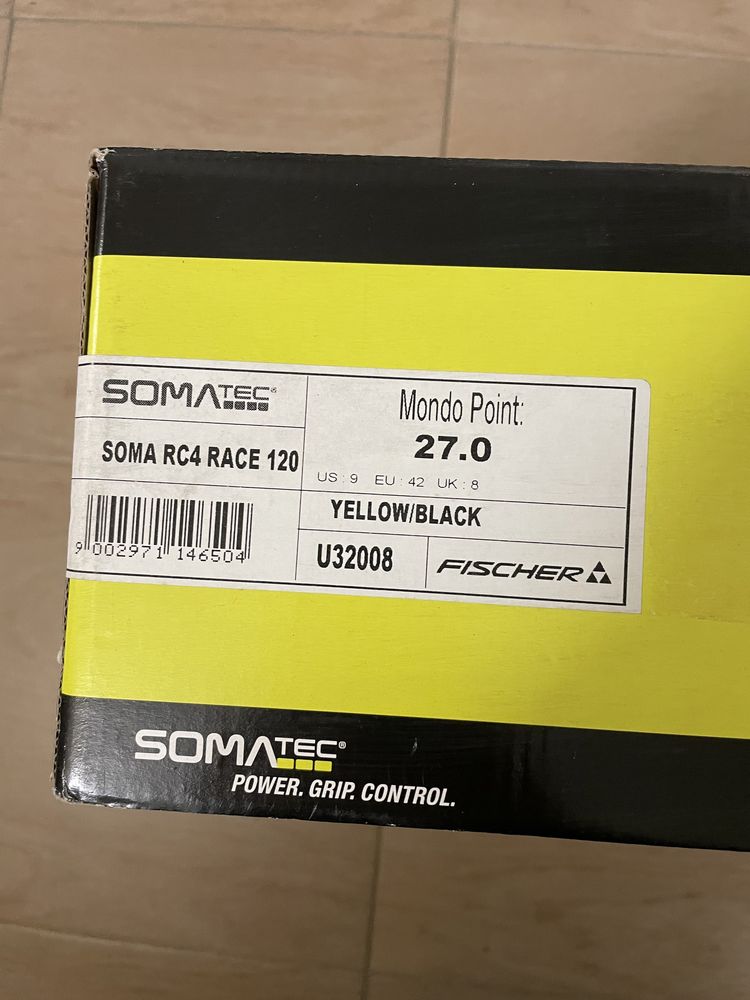 SOMATEC®
SOMA RC4 RACE 120
9 002971 146504
Mondo Point:
27.0
US : 9 EU : 42 UK : 8
YELLOW/BLACK
U32008
FISCHER
SOMATEC®
POWER. GRIP. CONTROL.